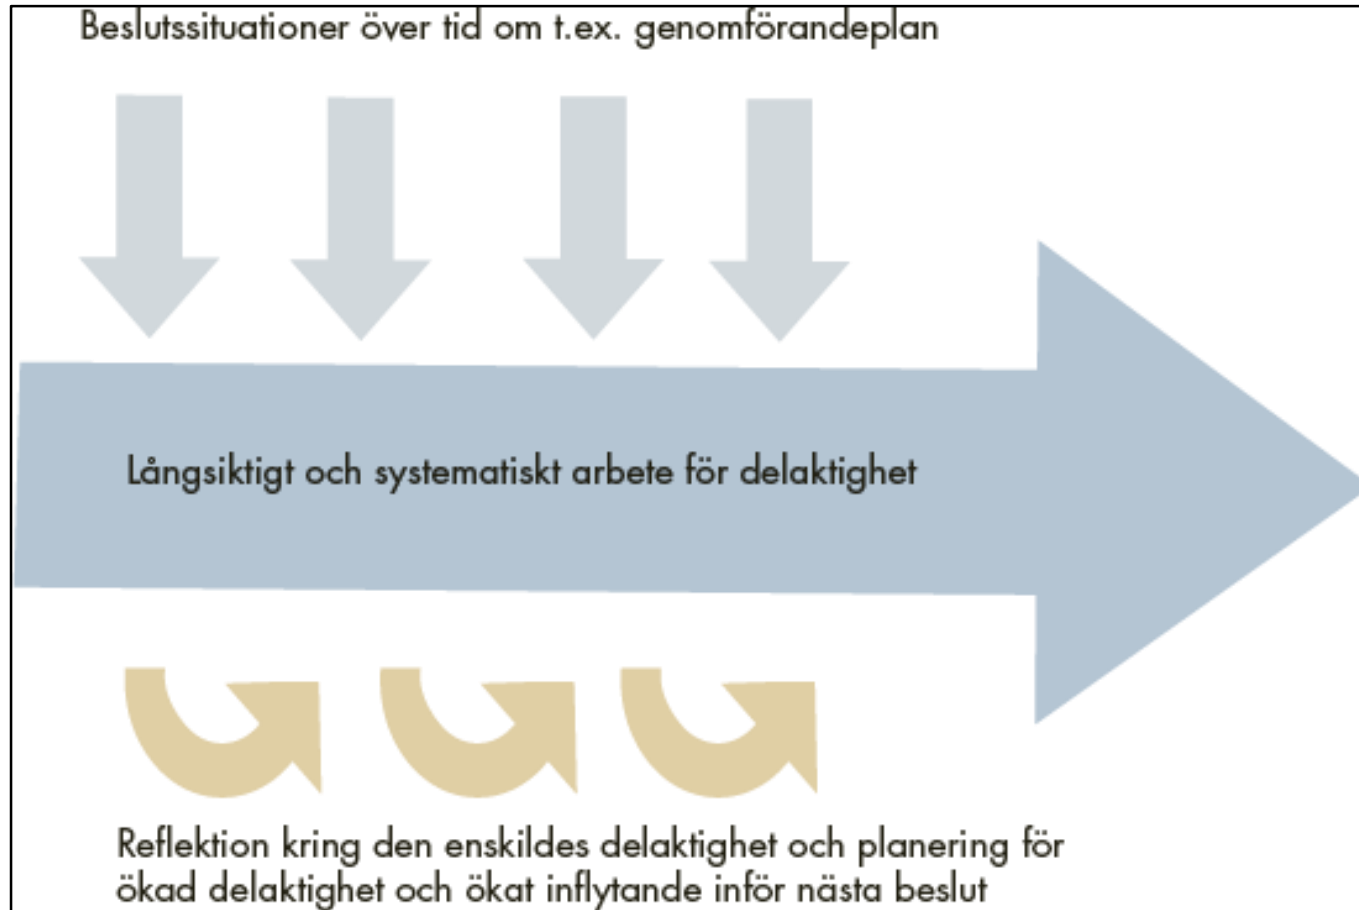 Beslutssituationer över tid om t.ex. genomförandeplan
Långsiktigt och systematiskt arbete för delaktighet
Reflektion kring den enskildes delaktighet och planering för
ökad delaktighet och ökat inflytande inför nästa beslut